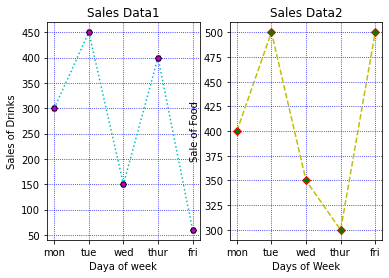 Sales Data1
Sales Data2
450
400
350
300
250
200
150
100
50
Sales of Drinks
mon tue wed thur fri
Daya of week
500
475
450
425
400
375
350
325
300
Sale of Food
mon tue wed thur fri
Days of Week